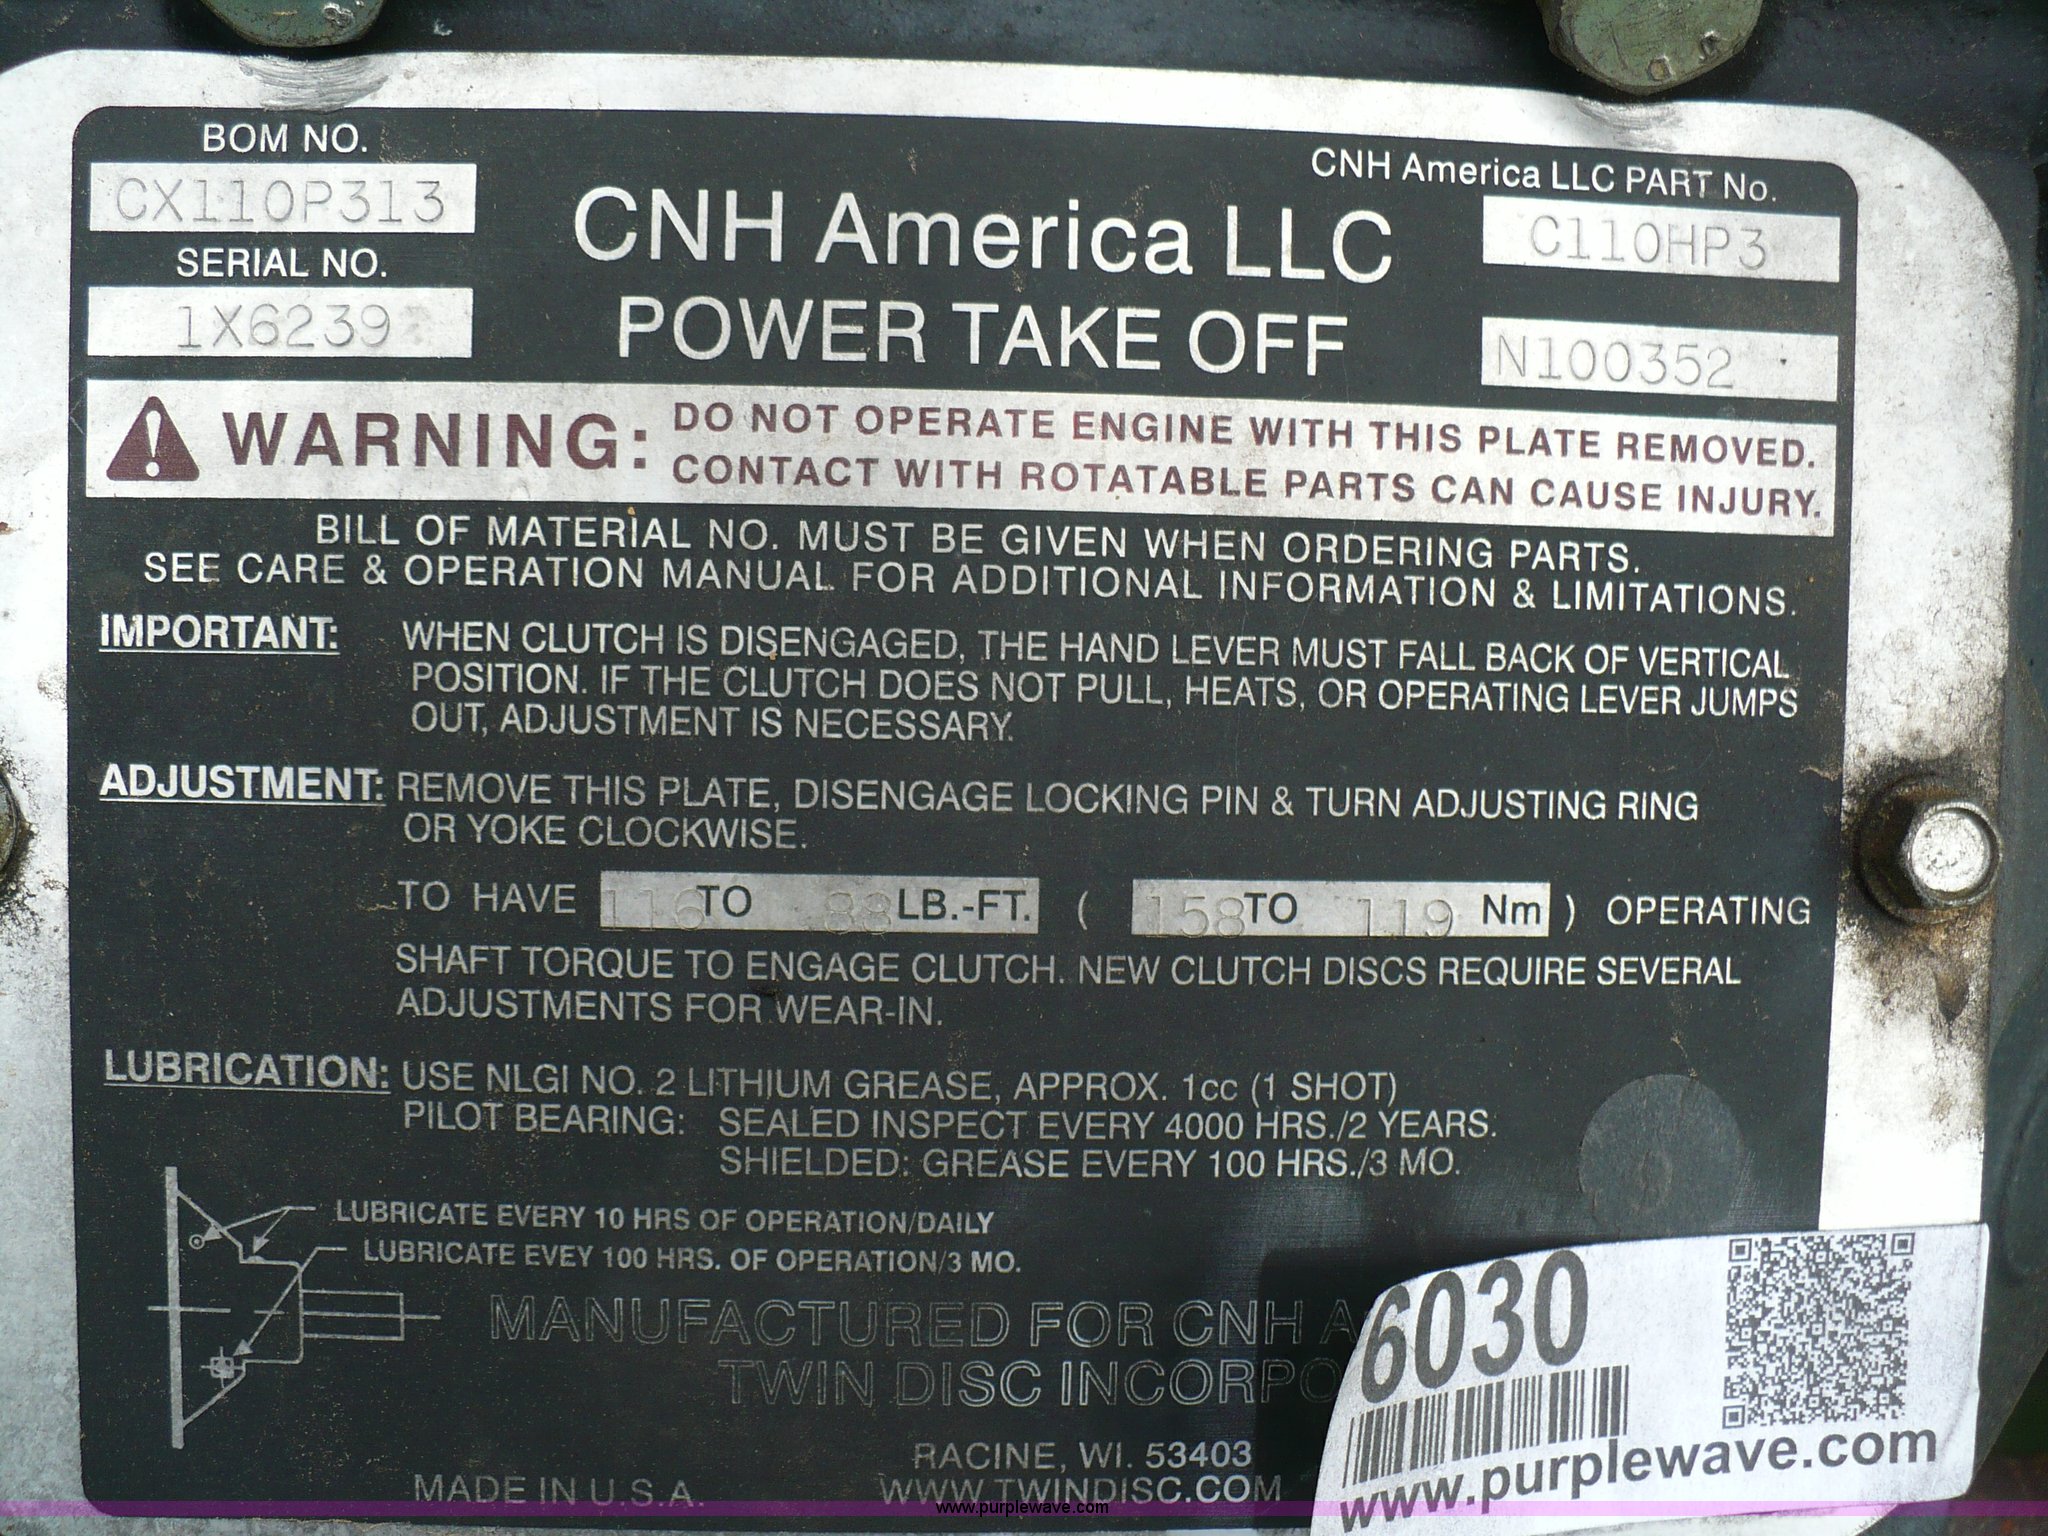 BOM NO.
CX110P313
SERIAL NO.
1X6239
CNH America LLC
POWER TAKE OFF
CNH America LLC PART No.
C110HP3
N100352
WARNING: DO NOT OPERATE ENGINE WITH THIS PLATE REMOVED.
CONTACT WITH ROTATABLE PARTS CAN CAUSE INJURY.
BILL OF MATERIAL NO. MUST BE GIVEN WHEN ORDERING PARTS.
SEE CARE & OPERATION MANUAL FOR ADDITIONAL INFORMATION & LIMITATIONS.
IMPORTANT: WHEN CLUTCH IS DISENGAGED, THE HAND LEVER MUST FALL BACK OF VERTICAL
POSITION. IF THE CLUTCH DOES NOT PULL, HEATS, OR OPERATING LEVER JUMPS
OUT, ADJUSTMENT IS NECESSARY.
ADJUSTMENT: REMOVE THIS PLATE, DISENGAGE LOCKING PIN & TURN ADJUSTING RING
OR YOKE CLOCKWISE.
TO HAVE 116 TO 88 LB.-FT. ( 158 TO 119 Nm ) OPERATING
SHAFT TORQUE TO ENGAGE CLUTCH. NEW CLUTCH DISCS REQUIRE SEVERAL
ADJUSTMENTS FOR WEAR-IN.
LUBRICATION: USE NLGI NO. 2 LITHIUM GREASE, APPROX. 1cc (1 SHOT)
PILOT BEARING: SEALED INSPECT EVERY 4000 HRS./2 YEARS.
SHIELDED: GREASE EVERY 100 HRS./3 MO.
LUBRICATE EVERY 10 HRS OF OPERATION/DAILY
LUBRICATE EVEY 100 HRS. OF OPERATION/3 MO.
MANUFACTURED FOR CNH A
TWIN DISC INCORPO
RACINE, WI. 53403
MADE IN U.S.A.
WWW.TWINDISC.COM
6030
www.purplewave.com
www.purplewave.com